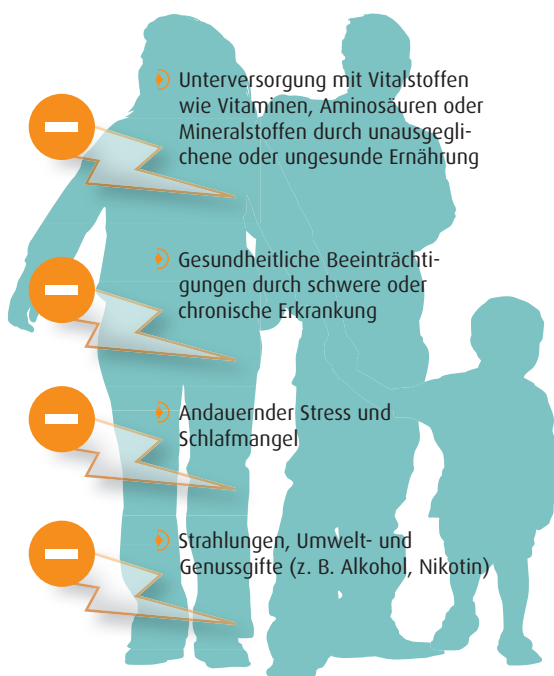 Unterversorgung mit Vitalstoffen
wie Vitaminen, Aminosäuren oder
Mineralstoffen durch unausgegli-
chene oder ungesunde Ernährung
Gesundheitliche Beeinträchti-
gungen durch schwere oder
chronische Erkrankung
Andauernder Stress und
Schlafmangel
Strahlungen, Umwelt- und
Genussgifte (z. B. Alkohol, Nikotin)